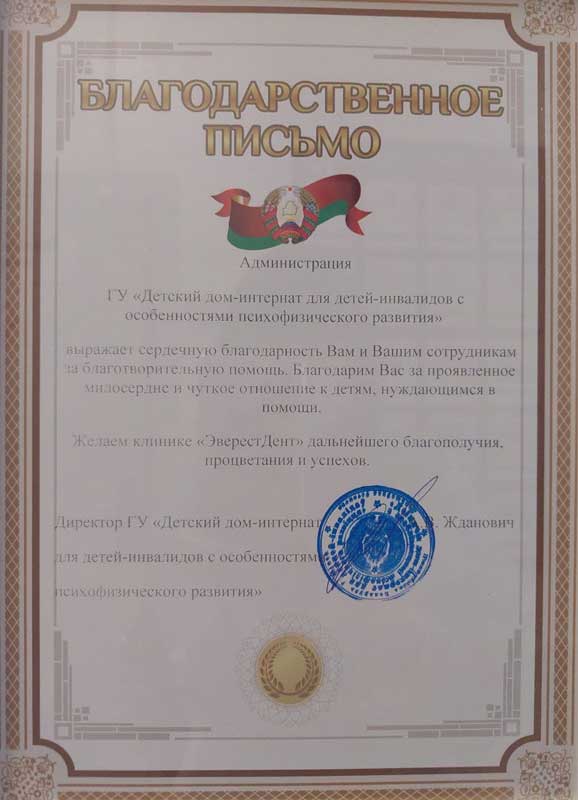 БЛАГОДАРСТВЕННОЕ
ПИСЬМО
Администрация
ГУ «Детский дом-интернат для детей-инвалидов с
особенностями психофизического развития»
выражает сердечную благодарность Вам и Вашим сотрудникам
за благотворительную помощь. Благодарим Вас за проявленное
милосердие и чуткое отношение к детям, нуждающимся в
помощи.
Желаем клинике «ЭверестДент» дальнейшего благополучия,
процветания и успехов.
Директор ГУ «Детский дом-интернат В. Жданович
для детей-инвалидов с особенностями
психофизического развития»